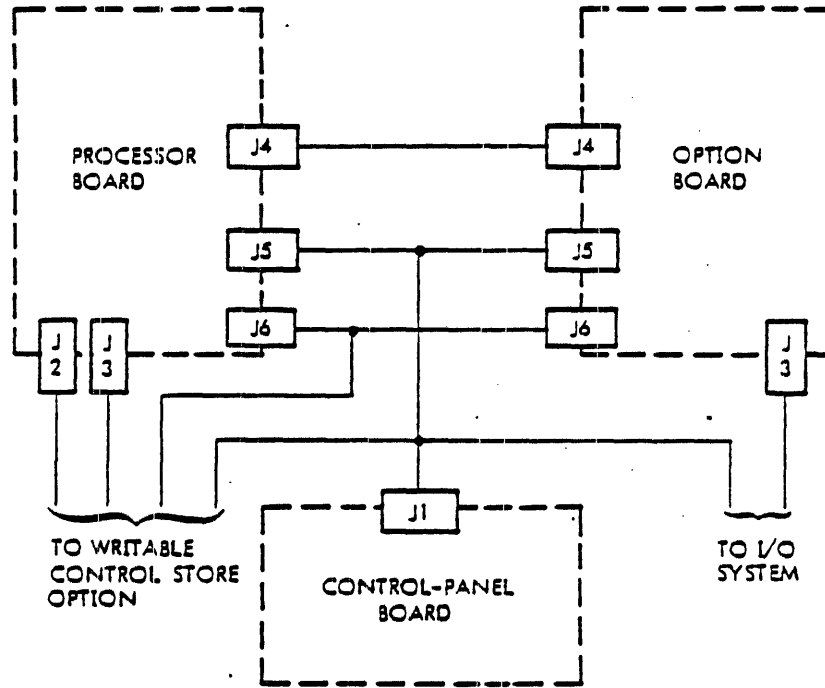 PROCESSOR
BOARD
J4
J4
OPTION
BOARD
J5
J5
J6
J6
J
2
J
3
J
3
J1
TO WRITABLE
CONTROL STORE
OPTION
CONTROL-PANEL
BOARD
TO I/O
SYSTEM